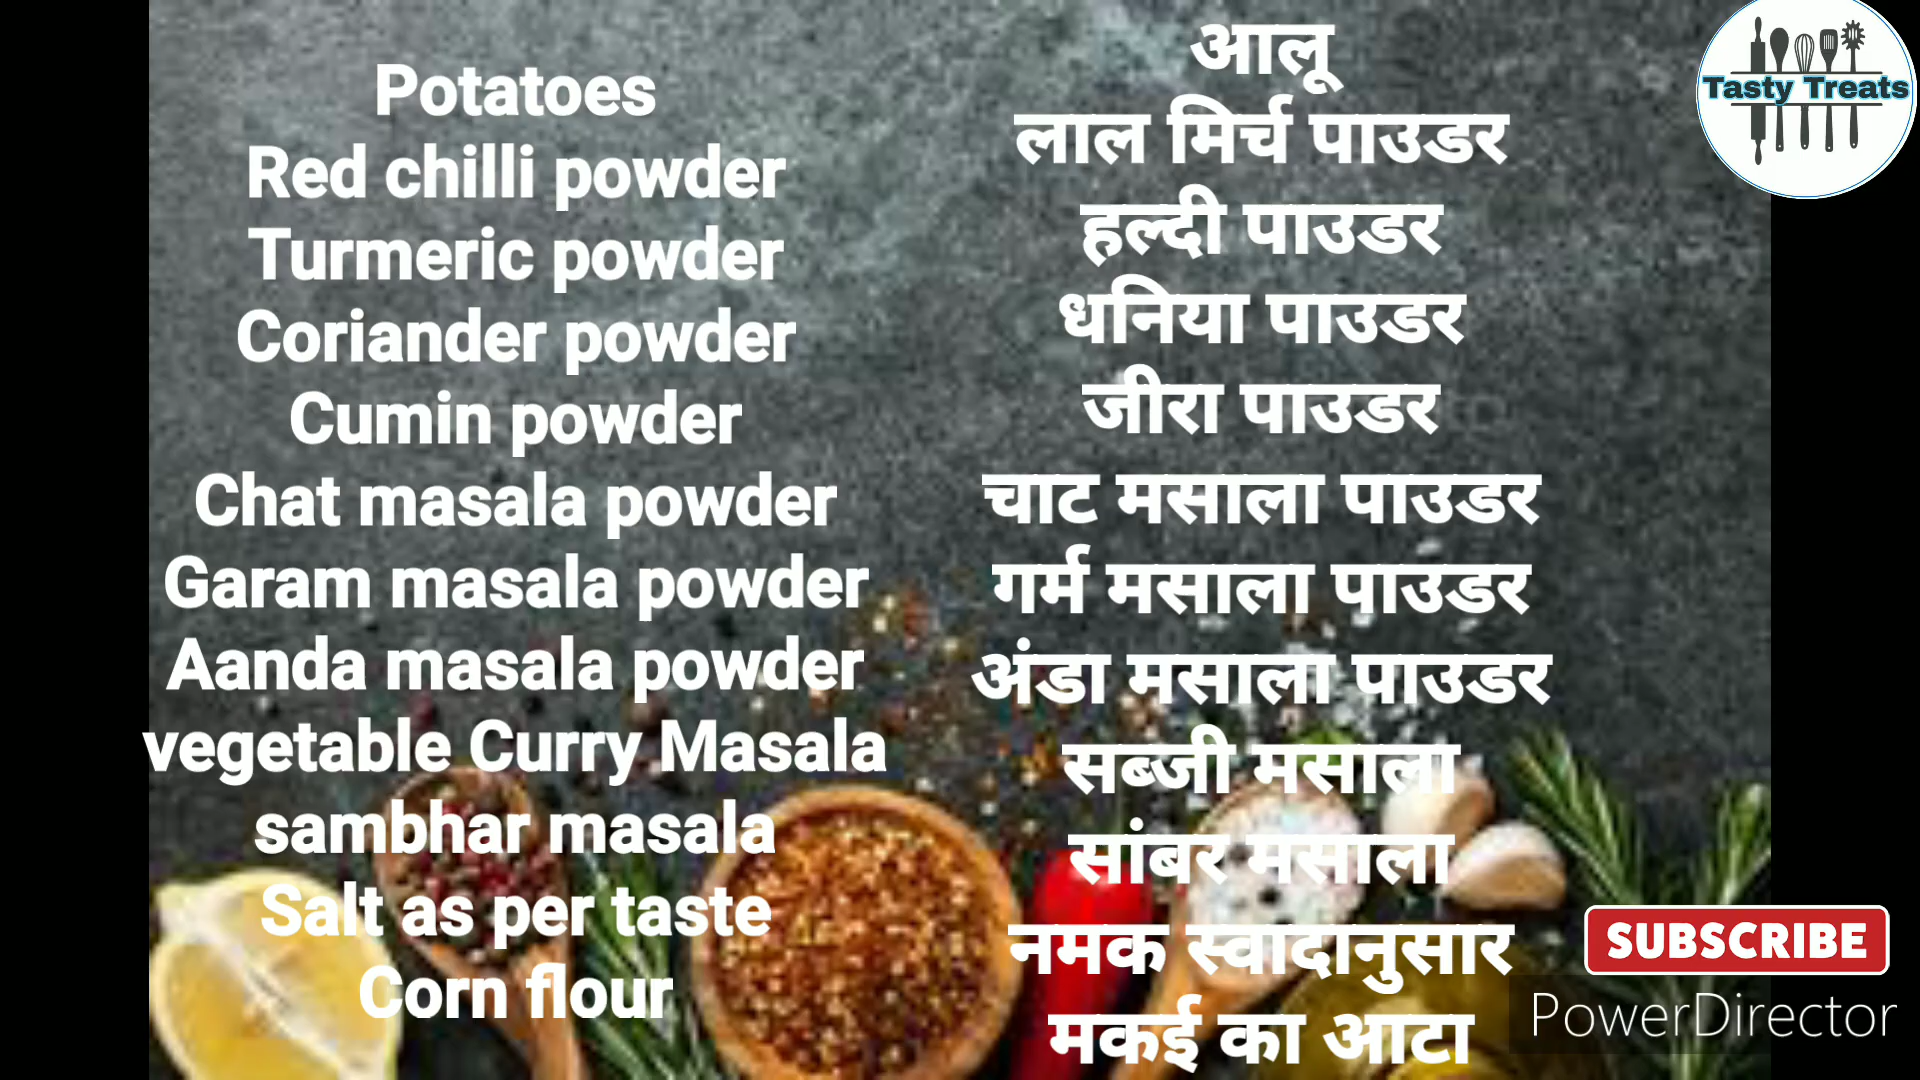 Potatoes
Red chilli powder
Turmeric powder
Coriander powder
Cumin powder
Chat masala powder
Garam masala powder
Aanda masala powder
vegetable Curry Masala
sambhar masala
Salt as per taste
Corn flour
आलू
लाल मिर्च पाउडर
हल्दी पाउडर
धनिया पाउडर
जीरा पाउडर
चाट मसाला पाउडर
गर्म मसाला पाउडर
अंडा मसाला पाउडर
सब्जी मसाला
सांबर मसाला
नमक स्वादानुसार
मकई का आटा
Tasty Treats
SUBSCRIBE
PowerDirector